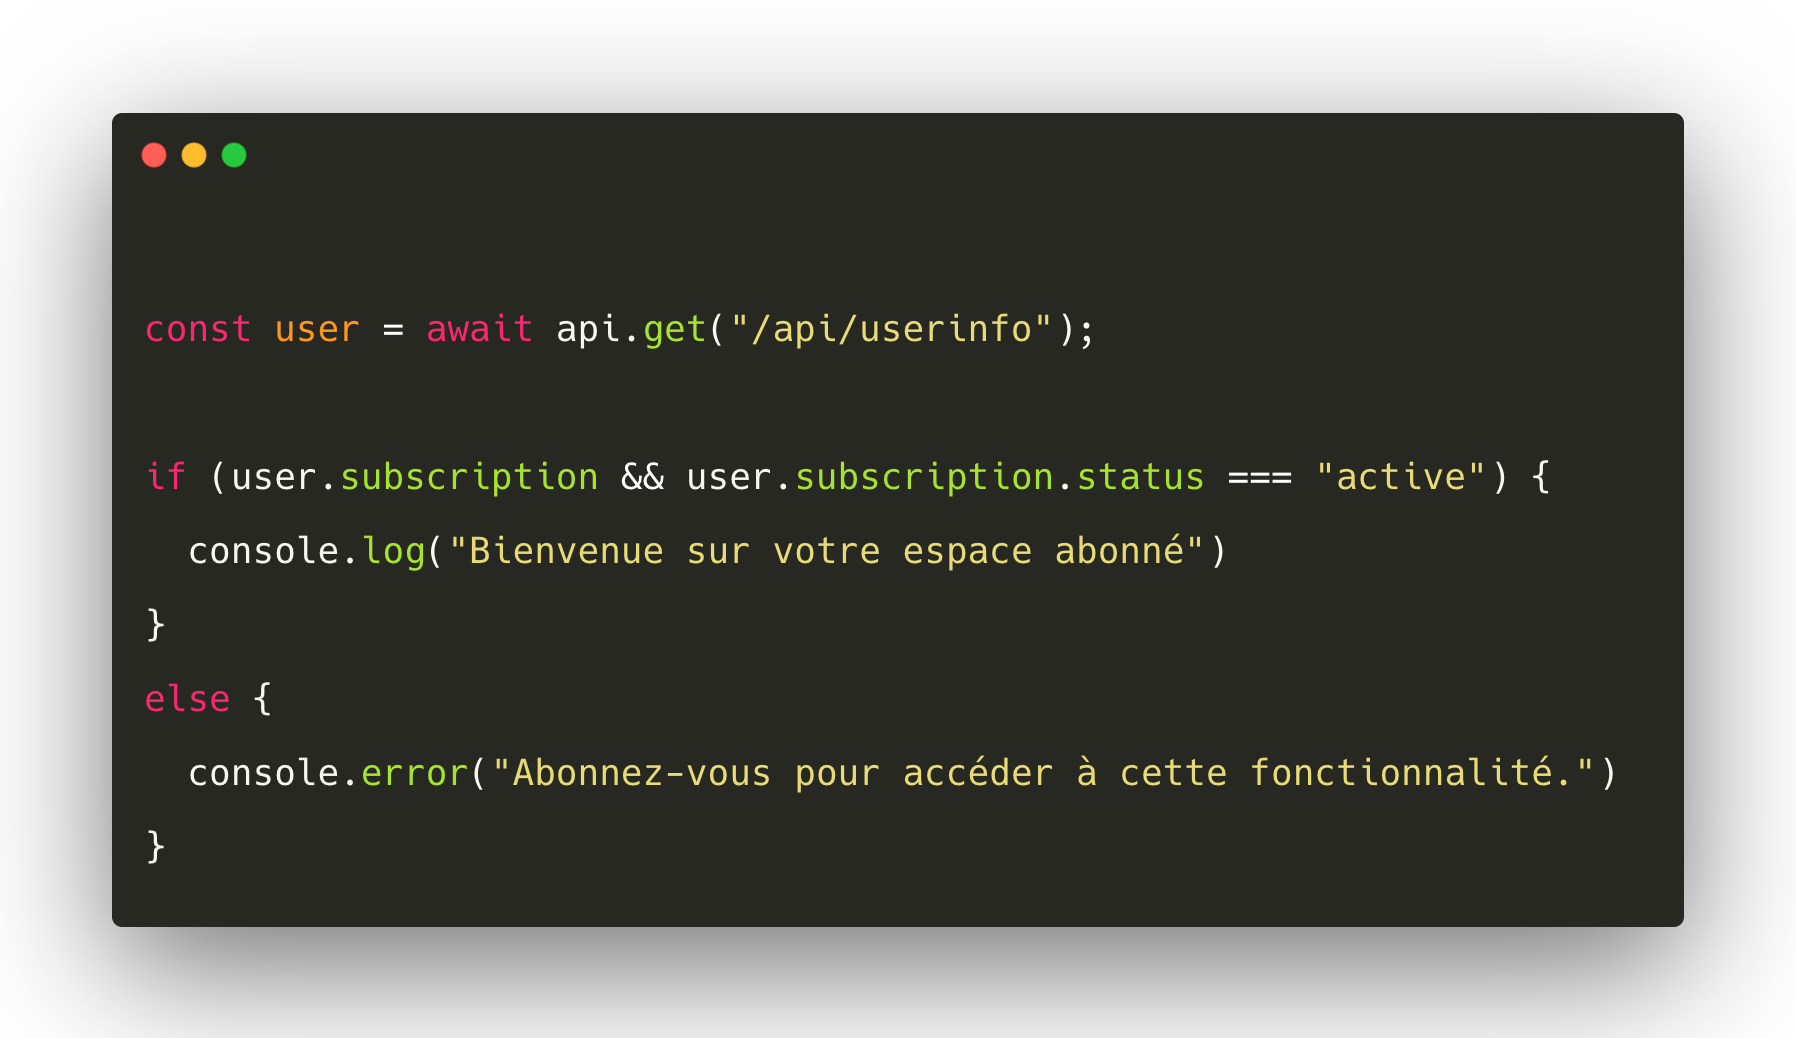 const user = await api.get("/api/userinfo");
if (user.subscription && user.subscription.status === "active") {
  console.log("Bienvenue sur votre espace abonné")
}
else {
  console.error("Abonnez-vous pour accéder à cette fonctionnalité.")
}